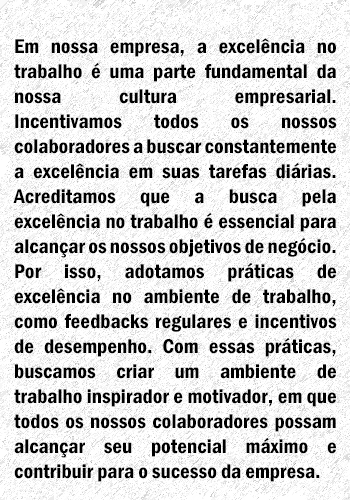 Em nossa empresa, a excelência no
trabalho é uma parte fundamental da
nossa cultura empresarial.
Incentivamos todos os nossos
colaboradores a buscar constantemente
a excelência em suas tarefas diárias.
Acreditamos que a busca pela
excelência no trabalho é essencial para
alcançar os nossos objetivos de negócio.
Por isso, adotamos práticas de
excelência no ambiente de trabalho,
como feedbacks regulares e incentivos
de desempenho. Com essas práticas,
buscamos criar um ambiente de
trabalho inspirador e motivador, em que
todos os nossos colaboradores possam
alcançar seu potencial máximo e
contribuir para o sucesso da empresa.